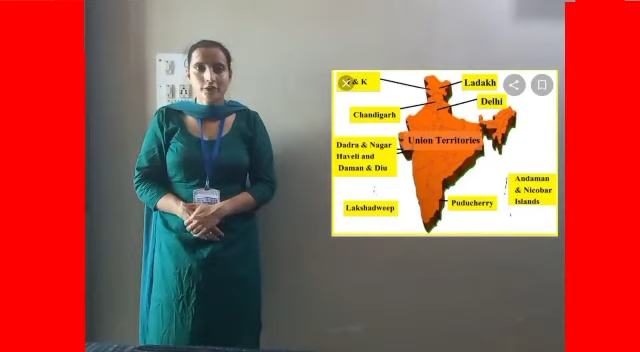 & K
Ladakh
Delhi
Chandigarh
Union Territories
Dadra & Nagar
Haveli and
Daman & Diu
Andaman
& Nicobar
Islands
Lakshadweep
Puducherry